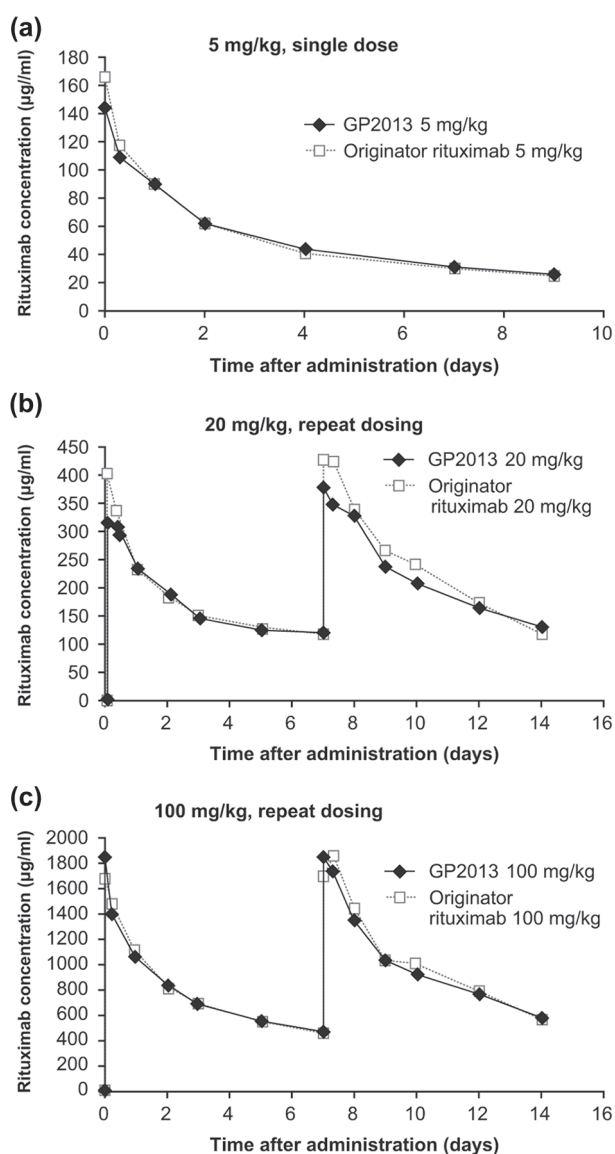 (a)
5 mg/kg, single dose
Rituximab concentration (µg//ml)
180
160
140
120
100
80
60
40
20
0
GP2013 5 mg/kg
Originator rituximab 5 mg/kg
0 2 4 6 8 10
Time after administration (days)
(b)
20 mg/kg, repeat dosing
Rituximab concentration (µg/ml)
450
400
350
300
250
200
150
100
50
0
GP2013 20 mg/kg
Originator
rituximab 20 mg/kg
0 2 4 6 8 10 12 14 16
Time after administration (days)
(c)
100 mg/kg, repeat dosing
Rituximab concentration (µg/ml)
2000
1800
1600
1400
1200
1000
800
600
400
200
0
GP2013 100 mg/kg
Originator
rituximab 100 mg/kg
0 2 4 6 8 10 12 14 16
Time after administration (days)